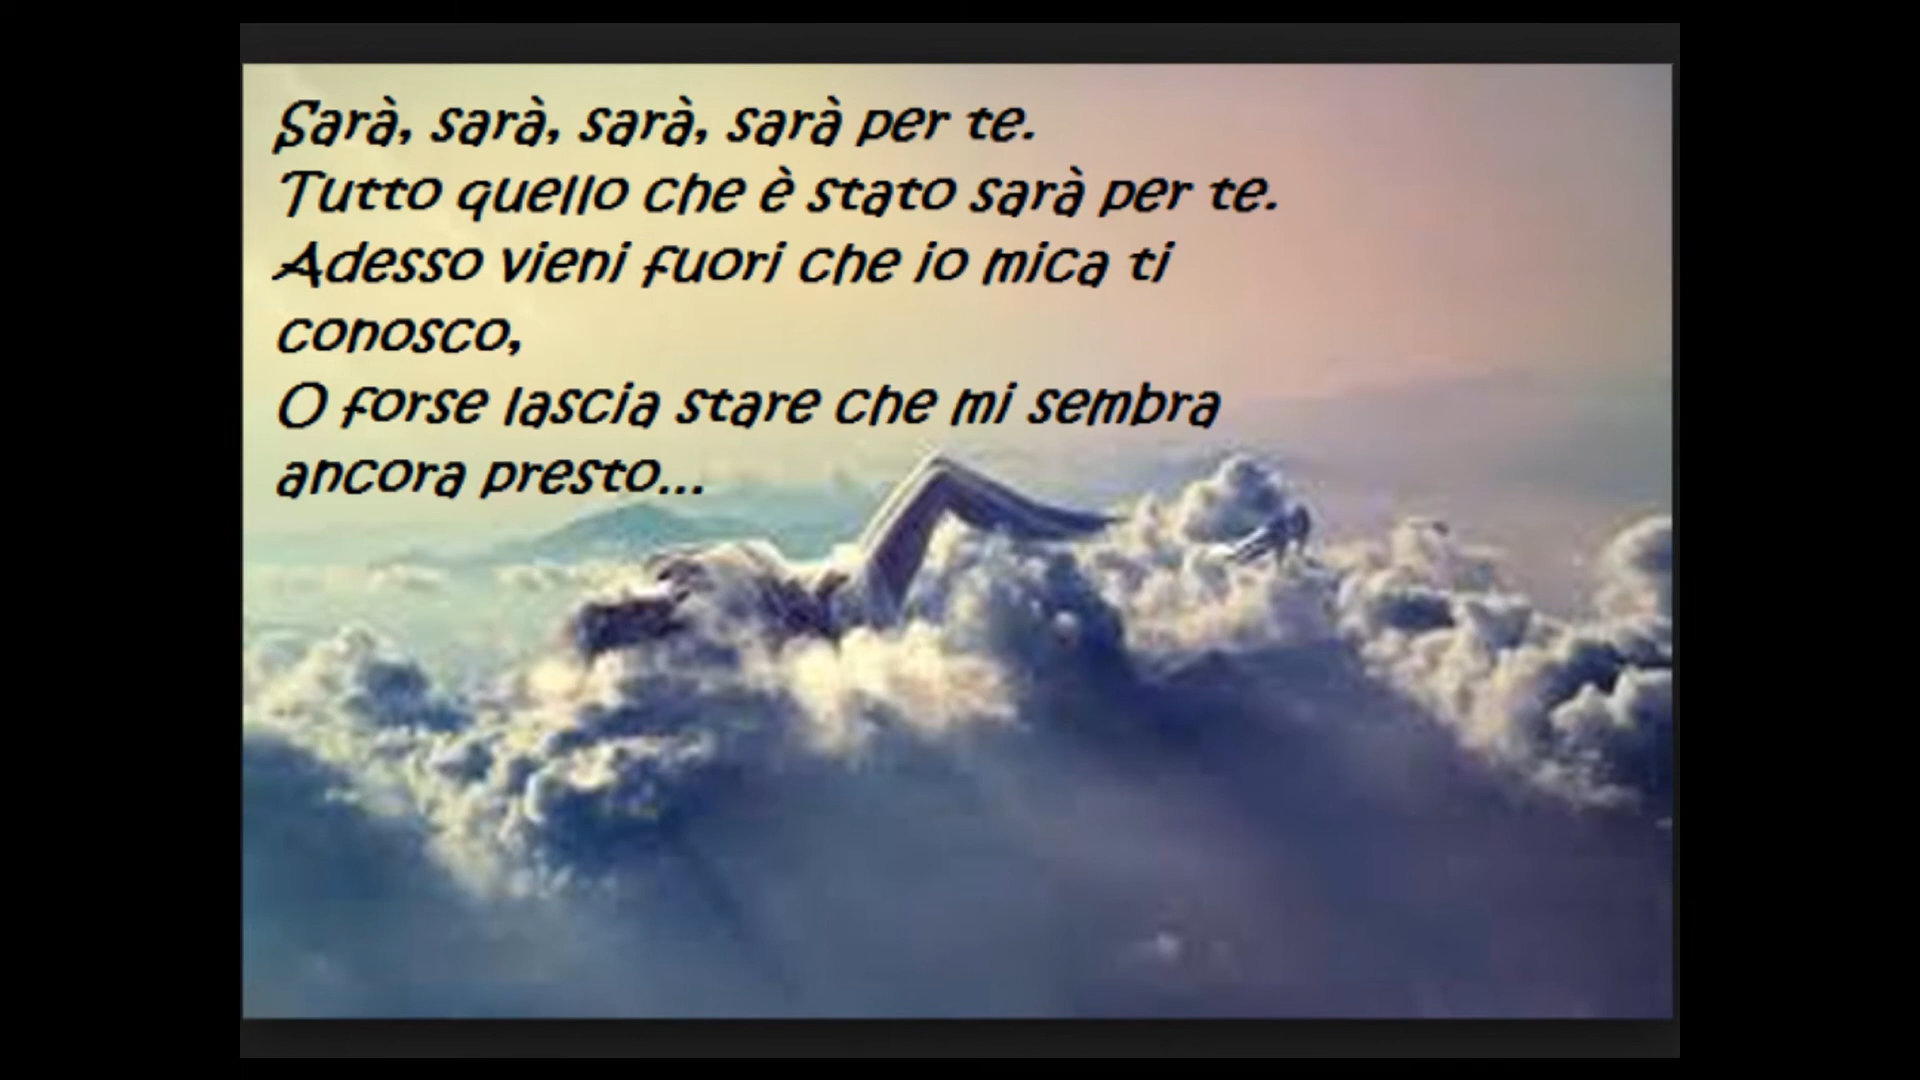 Sarà, sarà, sarà, sarà per te.
Tutto quello che è stato sarà per te.
Adesso vieni fuori che io mica ti
conosco,
O forse lascia stare che mi sembra
ancora presto...